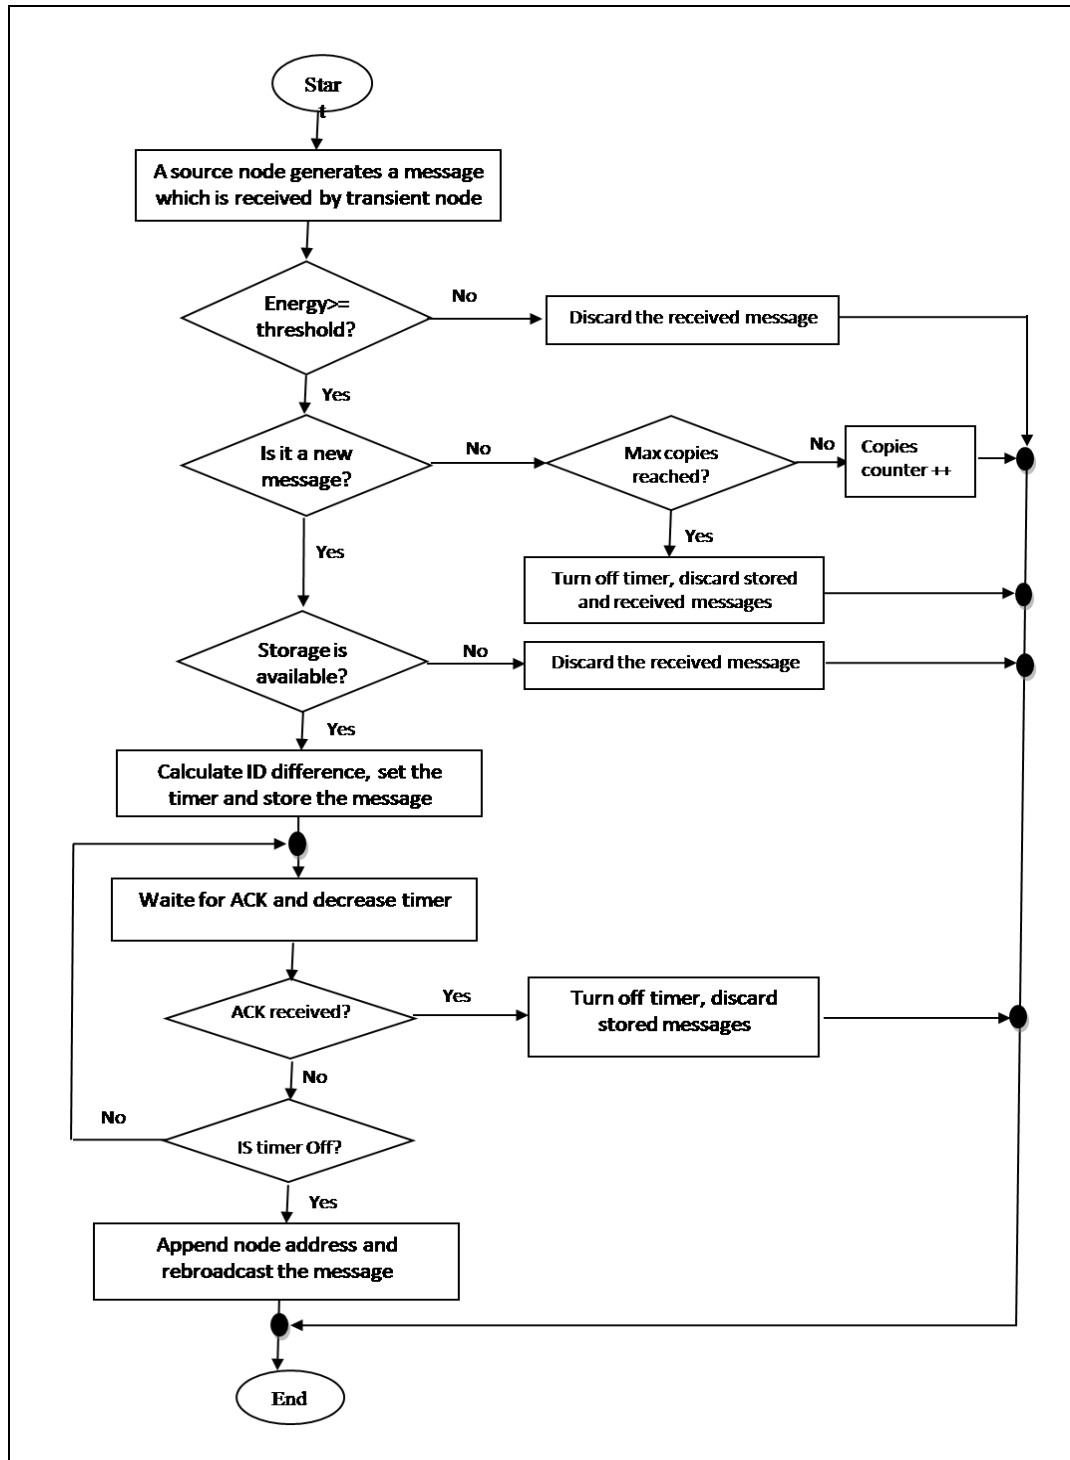 Star
t
A source node generates a message
which is received by transient node
Energy>=
threshold?
No
Discard the received message
Yes
Is it a new
message?
No
Max copies
reached?
No
Copies
counter ++
Yes
Yes
Turn off timer, discard stored
and received messages
Storage is
available?
No
Discard the received message
Yes
Calculate ID difference, set the
timer and store the message
Waite for ACK and decrease timer
ACK received?
Yes
Turn off timer, discard
stored messages
No
No
IS timer Off?
Yes
Append node address and
rebroadcast the message
End